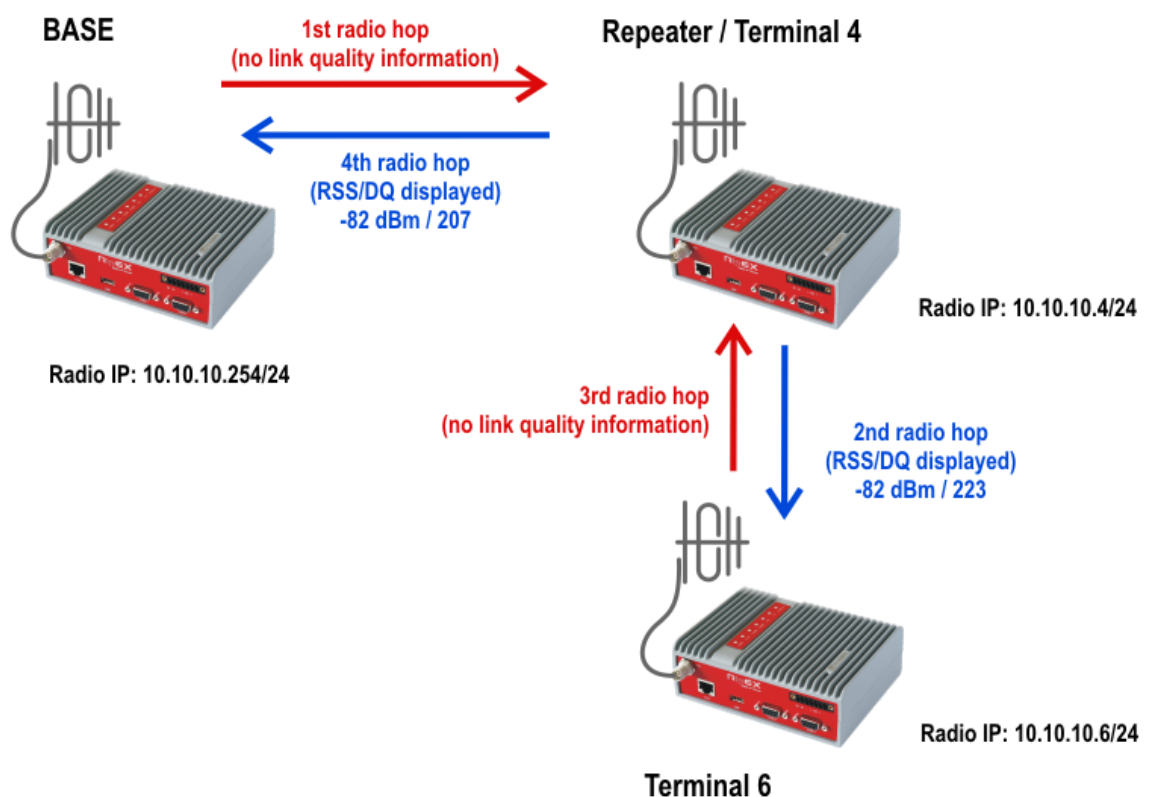 BASE
1st radio hop
(no link quality information)
Repeater / Terminal 4
4th radio hop
(RSS/DQ displayed)
-82 dBm / 207
Radio IP: 10.10.10.4/24
Radio IP: 10.10.10.254/24
3rd radio hop
(no link quality information)
2nd radio hop
(RSS/DQ displayed)
-82 dBm / 223
Radio IP: 10.10.10.6/24
Terminal 6